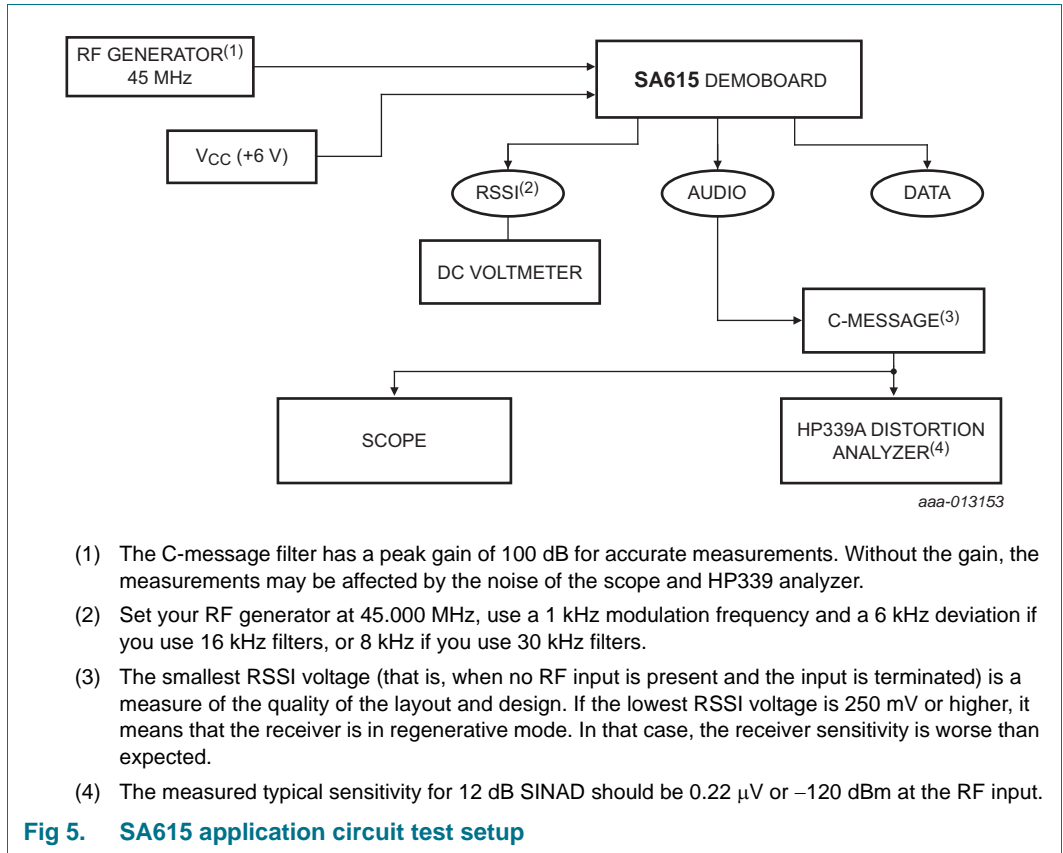 RF GENERATOR(1)
45 MHz
SA615 DEMOBOARD
VCC (+6 V)
RSSI(2)
AUDIO
DATA
DC VOLTMETER
C-MESSAGE(3)
SCOPE
HP339A DISTORTION
ANALYZER(4)
aaa-013153
(1) The C-message filter has a peak gain of 100 dB for accurate measurements. Without the gain, the
measurements may be affected by the noise of the scope and HP339 analyzer.
(2) Set your RF generator at 45.000 MHz, use a 1 kHz modulation frequency and a 6 kHz deviation if
you use 16 kHz filters, or 8 kHz if you use 30 kHz filters.
(3) The smallest RSSI voltage (that is, when no RF input is present and the input is terminated) is a
measure of the quality of the layout and design. If the lowest RSSI voltage is 250 mV or higher, it
means that the receiver is in regenerative mode. In that case, the receiver sensitivity is worse than
expected.
(4) The measured typical sensitivity for 12 dB SINAD should be 0.22 μV or −120 dBm at the RF input.
Fig 5. SA615 application circuit test setup